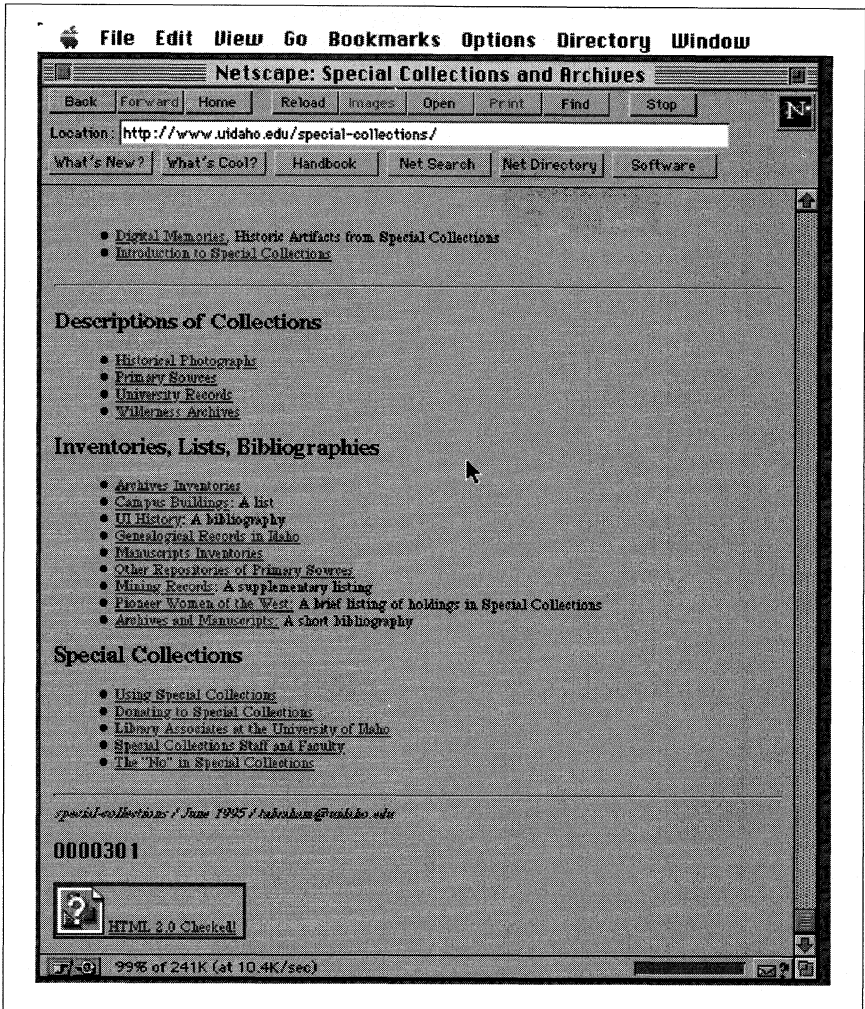 File Edit View Go Bookmarks Options Directory Window
Netscape: Special Collections and Archives
Back Forward Home Reload Images Open Print Find Stop
N
Location: http://www.uidaho.edu/special-collections/
What's New? What's Cool? Handbook Net Search Net Directory Software
Digital Memories, Historic Artifacts from Special Collections
Introduction to Special Collections
Descriptions of Collections
Historical Photographs
Primary Sources
University Records
Wilderness Archives
Inventories, Lists, Bibliographies
Archives Inventories
Campus Buildings: A list
UI History: A bibliography
Genealogical Records in Idaho
Manuscripts Inventories
Other Repositories of Primary Sources
Mining Records: A supplementary listing
Pioneer Women of the West: A brief listing of holdings in Special Collections
Archives and Manuscripts: A short bibliography
Special Collections
Using Special Collections
Donating to Special Collections
Library Associates at the University of Idaho
Special Collections Staff and Faculty
The "No" in Special Collections
special-collections / June 1995 / tabraham@uidaho.edu
0000301
?
HTML 2.0 Checked!
99% of 241K (at 10.4K/sec)
?